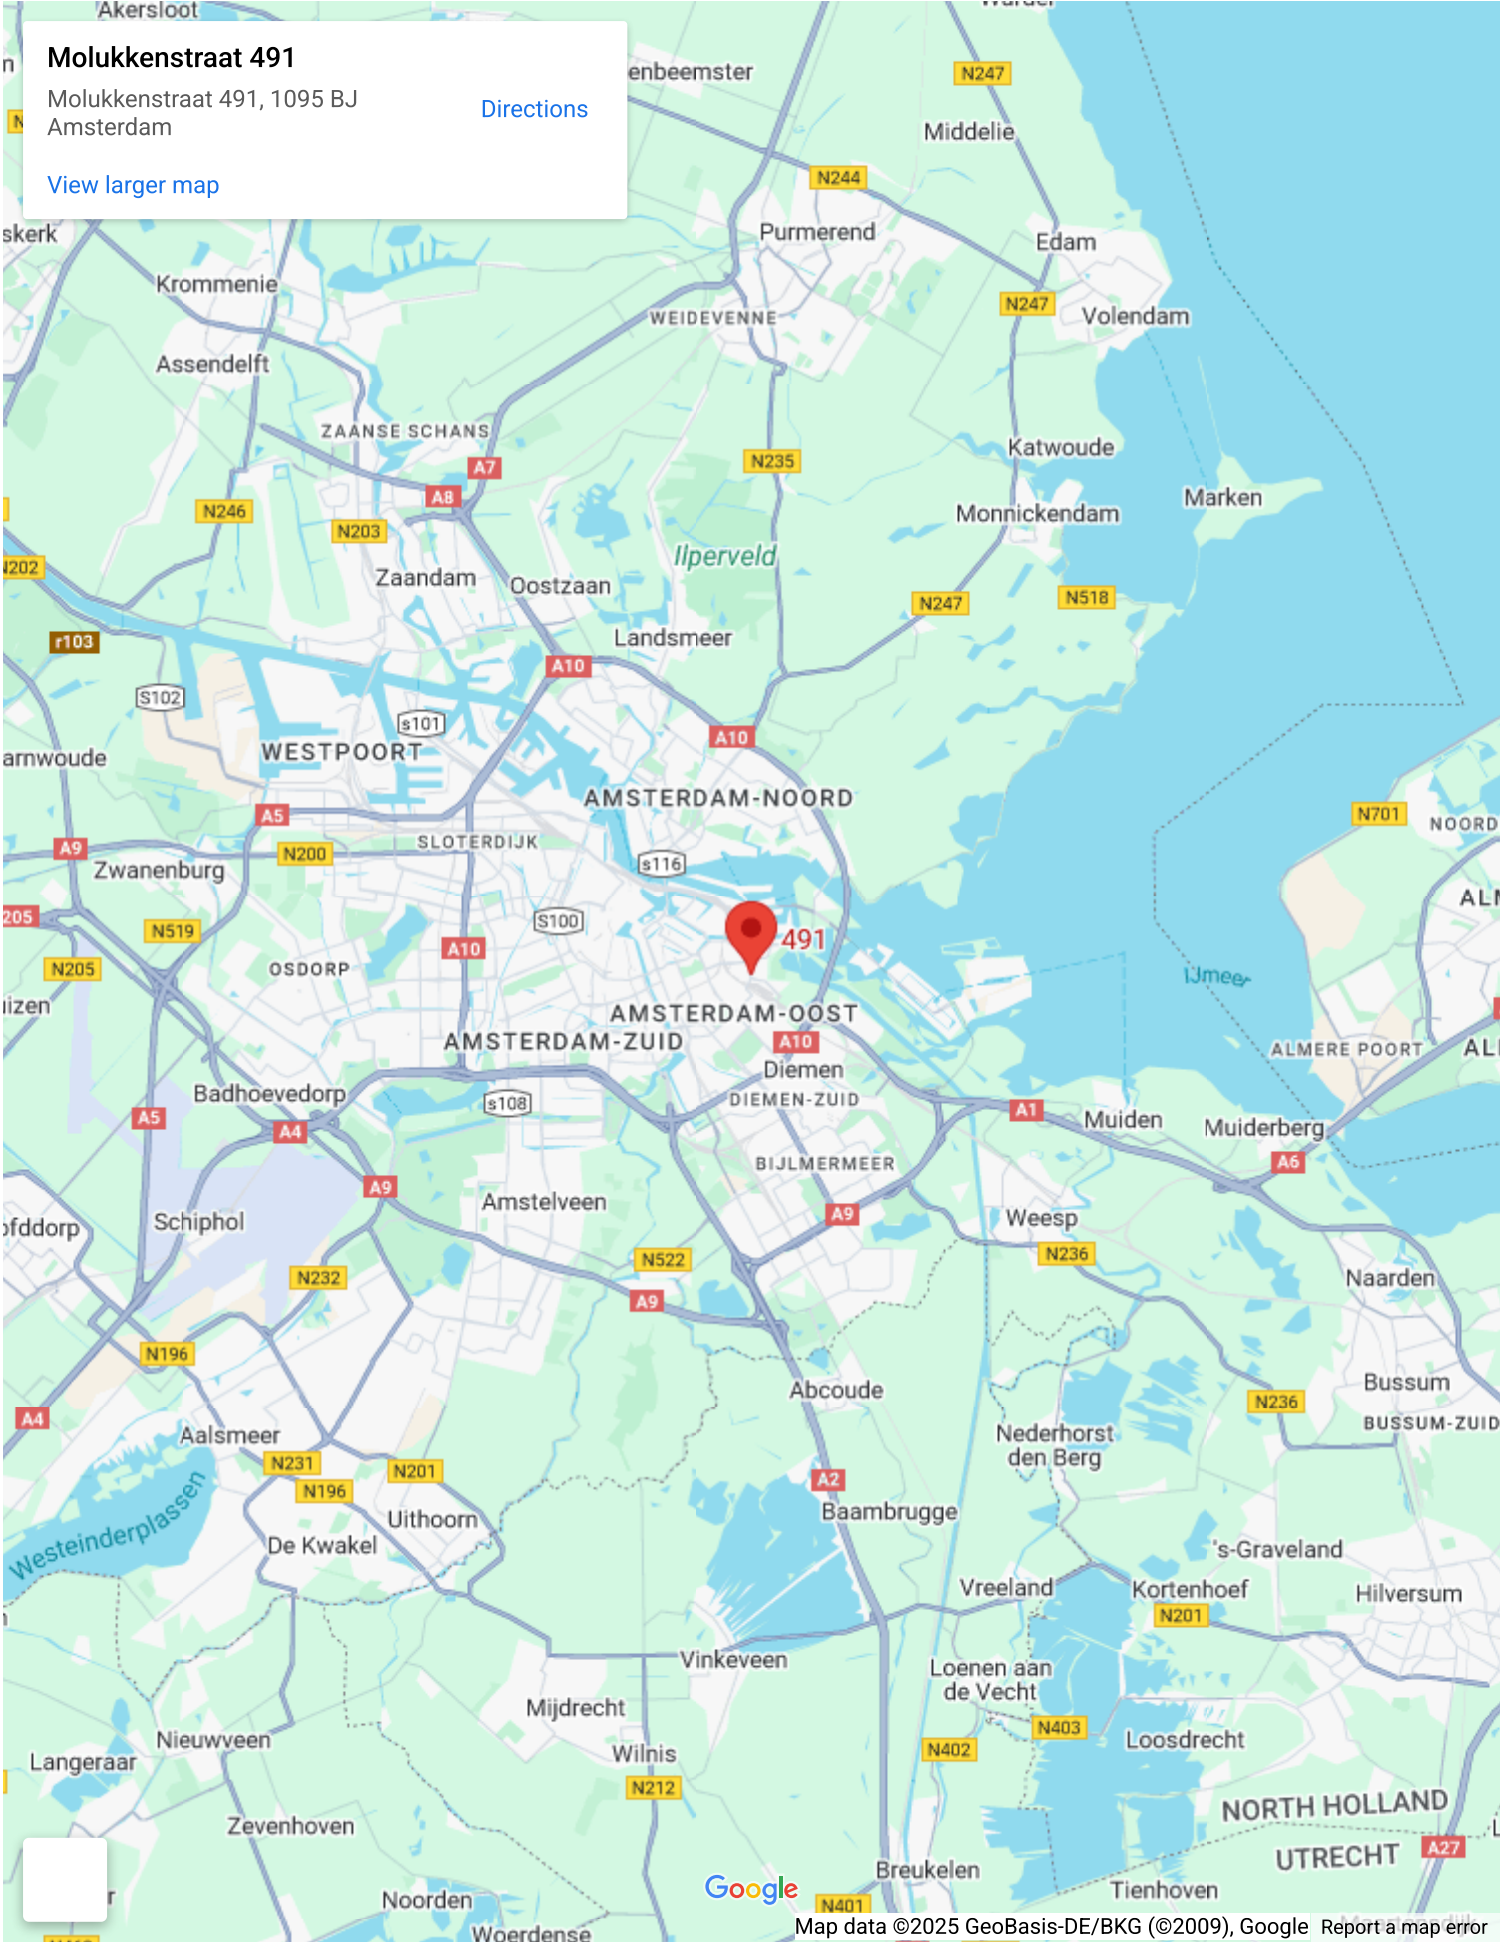 Akersloot
Molukkenstraat 491
Molukkenstraat 491, 1095 BJ
Amsterdam
Directions
View larger map
enbeemster
N247
Middelie
N244
skerk
Purmerend
Edam
Krommenie
N247
Volendam
WEIDEVENNE
Assendelft
ZAANSE SCHANS
A7
N235
Katwoude
A8
Marken
N246
N203
Monnickendam
Ilperveld
N202
Zaandam
Oostzaan
N247
N518
r103
Landsmeer
A10
S102
s101
A10
WESTPOORT
arnwoude
AMSTERDAM-NOORD
A5
N701
NOORD
SLOTERDIJK
A9
N200
s116
Zwanenburg
205
N519
S100
491
A10
OSDORP
N205
IJmeer
uizen
AMSTERDAM-OOST
AMSTERDAM-ZUID
A10
ALMERE POORT
Diemen
Badhoevedorp
s108
DIEMEN-ZUID
A5
A4
A1
Muiden
Muiderberg
BIJLMERMEER
A6
A9
Amstelveen
A9
Weesp
ofddorp
Schiphol
N522
N236
N232
Naarden
A9
N196
Abcoude
Bussum
N236
A4
BUSSUM-ZUID
Aalsmeer
Nederhorst
den Berg
N231
N201
A2
N196
Westeinderplassen
Uithoorn
Baambrugge
De Kwakel
's-Graveland
Vreeland
Kortenhoef
Hilversum
N201
Vinkeveen
Loenen aan
de Vecht
Mijdrecht
N403
Nieuwveen
Loosdrecht
Langeraar
Wilnis
N402
N212
NORTH HOLLAND
Zevenhoven
A27
UTRECHT
Breukelen
Google
Tienhoven
Noorden
N401
Woerdense
Map data ©2025 GeoBasis-DE/BKG (©2009), Google
Report a map error